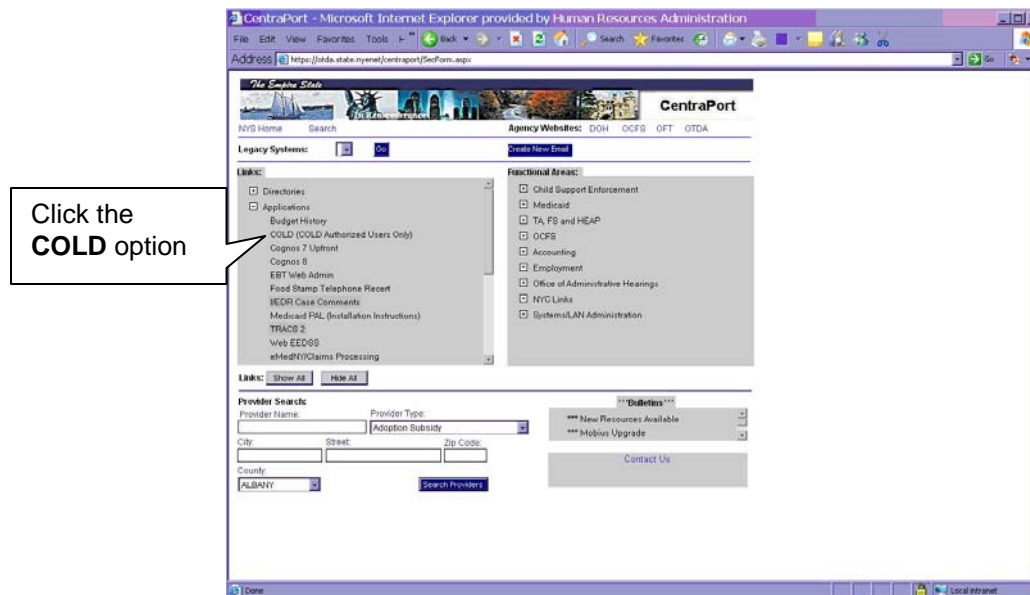 CentraPort - Microsoft Internet Explorer provided by Human Resources Administration
File Edit View Favorites Tools Back Search Favorites
Address https://otda.state.nyenet/centraport/SecForm.aspx Go
The Empire State
In Remembrance
CentraPort
NYS Home Search Agency Websites: DOH OCFS OFT OTDA
Legacy Systems: Go Create New Email
Links:
Directories
Applications
Budget History
COLD (COLD Authorized Users Only)
Cognos 7 Upfront
Cognos 8
EBT Web Admin
Food Stamp Telephone Recert
I/EDR Case Comments
Medicaid PAL (Installation Instructions)
TRACS 2
Web EEDSS
eMedNY/Claims Processing
Functional Areas:
Child Support Enforcement
Medicaid
TA, FS and HEAP
OCFS
Accounting
Employment
Office of Administrative Hearings
NYC Links
Systems/LAN Administration
Click the
COLD option
Links: Show All Hide All
Provider Search:
Provider Name: Provider Type:
Adoption Subsidy
City: Street: Zip Code:
County:
ALBANY Search Providers
***Bulletins***
*** New Resources Available
*** Mobius Upgrade
Contact Us
Done Local intranet